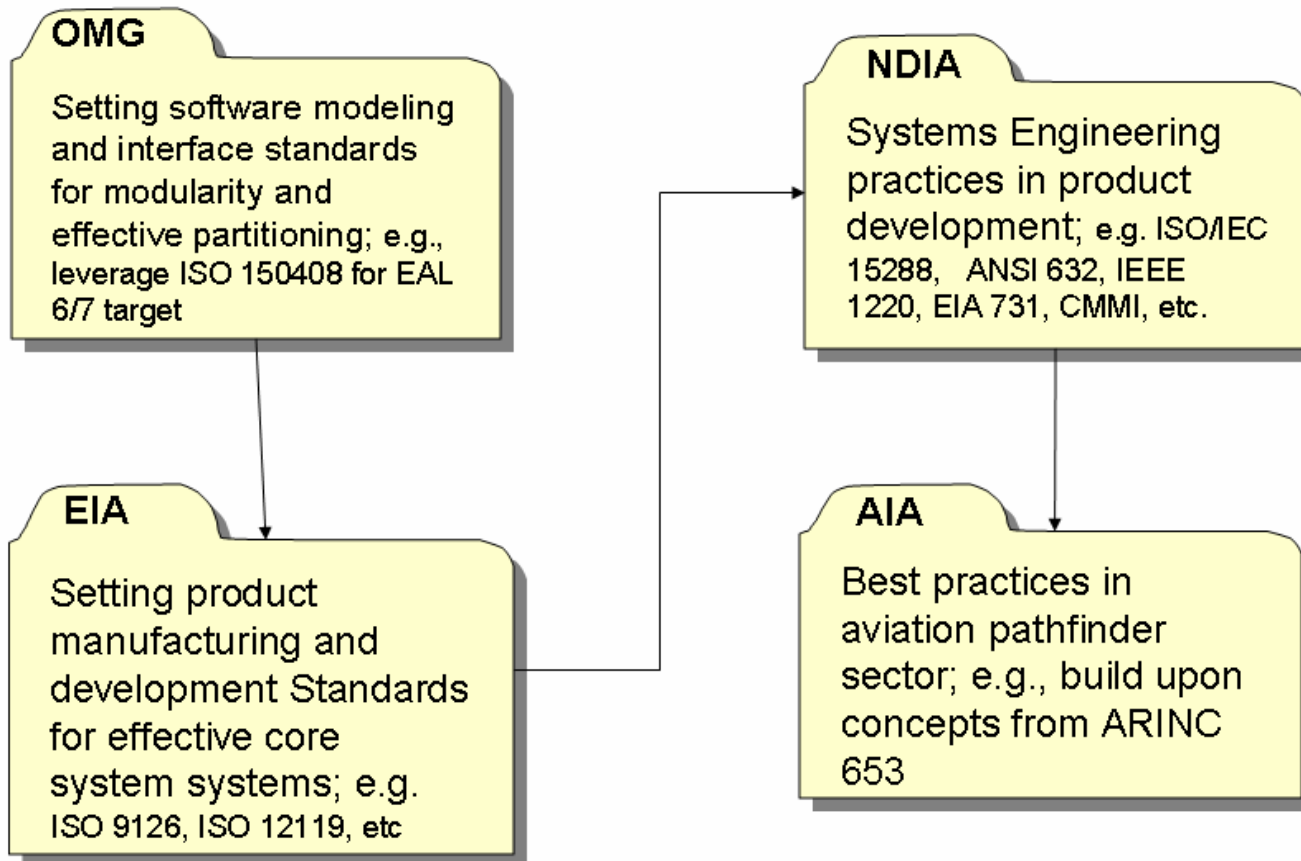 OMG
Setting software modeling
and interface standards
for modularity and
effective partitioning; e.g.,
leverage ISO 150408 for EAL
6/7 target
EIA
Setting product
manufacturing and
development Standards
for effective core
system systems; e.g.
ISO 9126, ISO 12119, etc
NDIA
Systems Engineering
practices in product
development; e.g. ISO/IEC
15288, ANSI 632, IEEE
1220, EIA 731, CMMI, etc.
AIA
Best practices in
aviation pathfinder
sector; e.g., build upon
concepts from ARINC
653